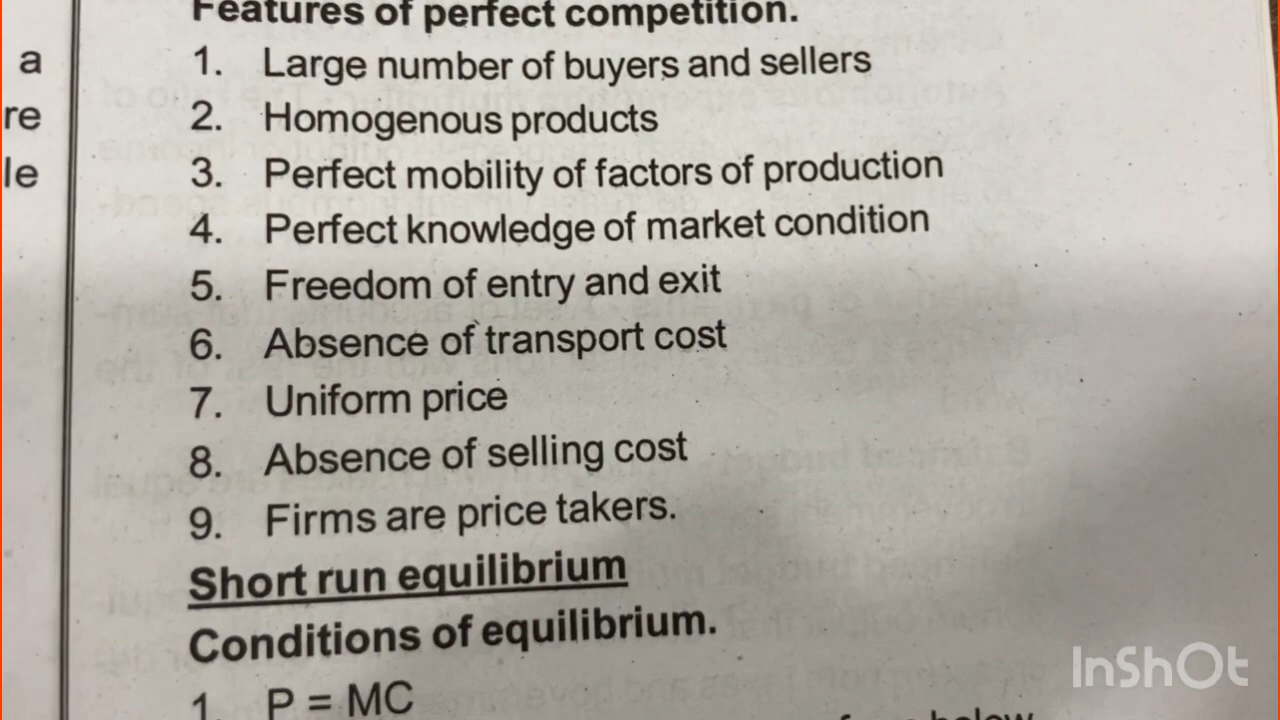 Features of perfect competition.
a
1. Large number of buyers and sellers
re
2. Homogenous products
le
3. Perfect mobility of factors of production
4. Perfect knowledge of market condition
5. Freedom of entry and exit
6. Absence of transport cost
7. Uniform price
8. Absence of selling cost
9. Firms are price takers.
Short run equilibrium
Conditions of equilibrium.
1. P = MC
below
InShOt